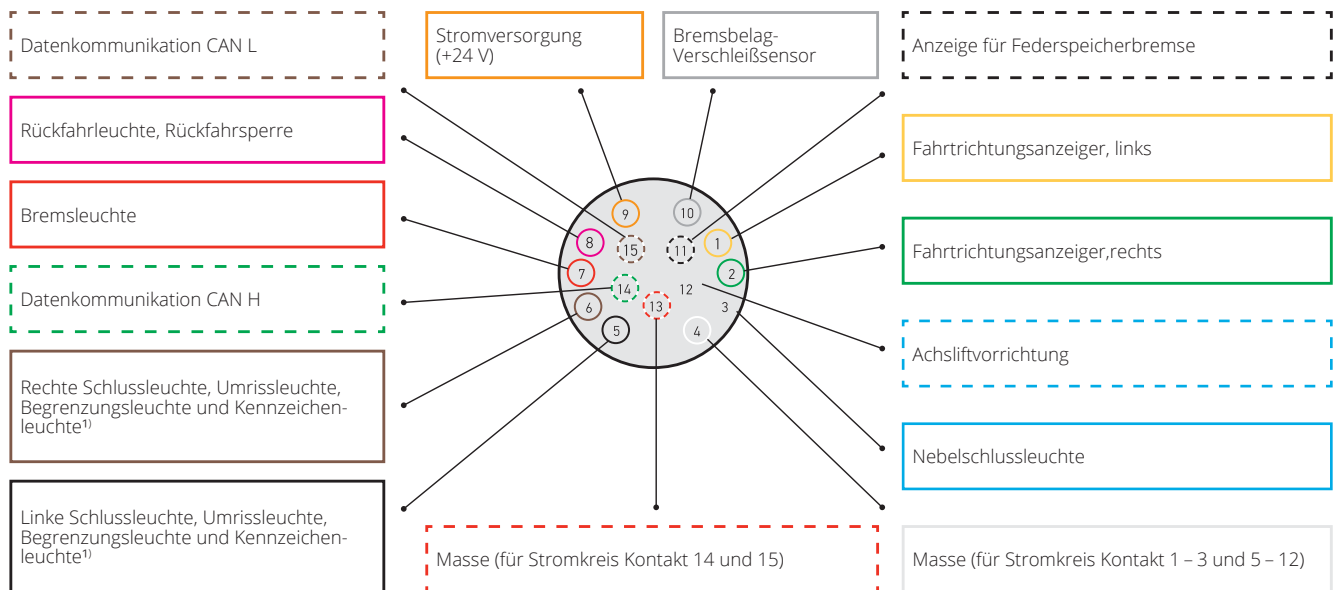 Datenkommunikation CAN L
Stromversorgung
(+24 V)
Bremsbelag-
Verschleißsensor
Anzeige für Federspeicherbremse
Rückfahrleuchte, Rückfahrsperre
Fahrtrichtungsanzeiger, links
Bremsleuchte
Fahrtrichtungsanzeiger,rechts
Datenkommunikation CAN H
Achsliftvorrichtung
Rechte Schlussleuchte, Umrissleuchte,
Begrenzungsleuchte und Kennzeichen-
leuchte¹⁾
Nebelschlussleuchte
Linke Schlussleuchte, Umrissleuchte,
Begrenzungsleuchte und Kennzeichen-
leuchte¹⁾
Masse (für Stromkreis Kontakt 14 und 15)
Masse (für Stromkreis Kontakt 1 – 3 und 5 – 12)
9
10
8
15
11
1
7
2
14
12
6
13
3
5
4